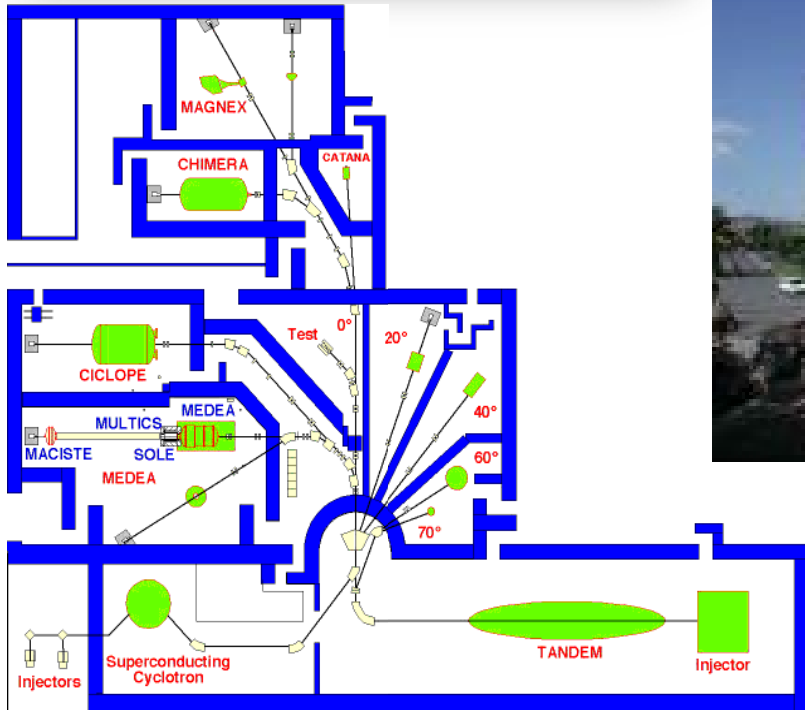 MAGNEX
CATANA
CHIMERA
0°
Test
20°
CICLOPE
40°
MULTICS
MEDEA
MACISTE
SOLE
60°
MEDEA
70°
Superconducting
Cyclotron
TANDEM
Injector
Injectors